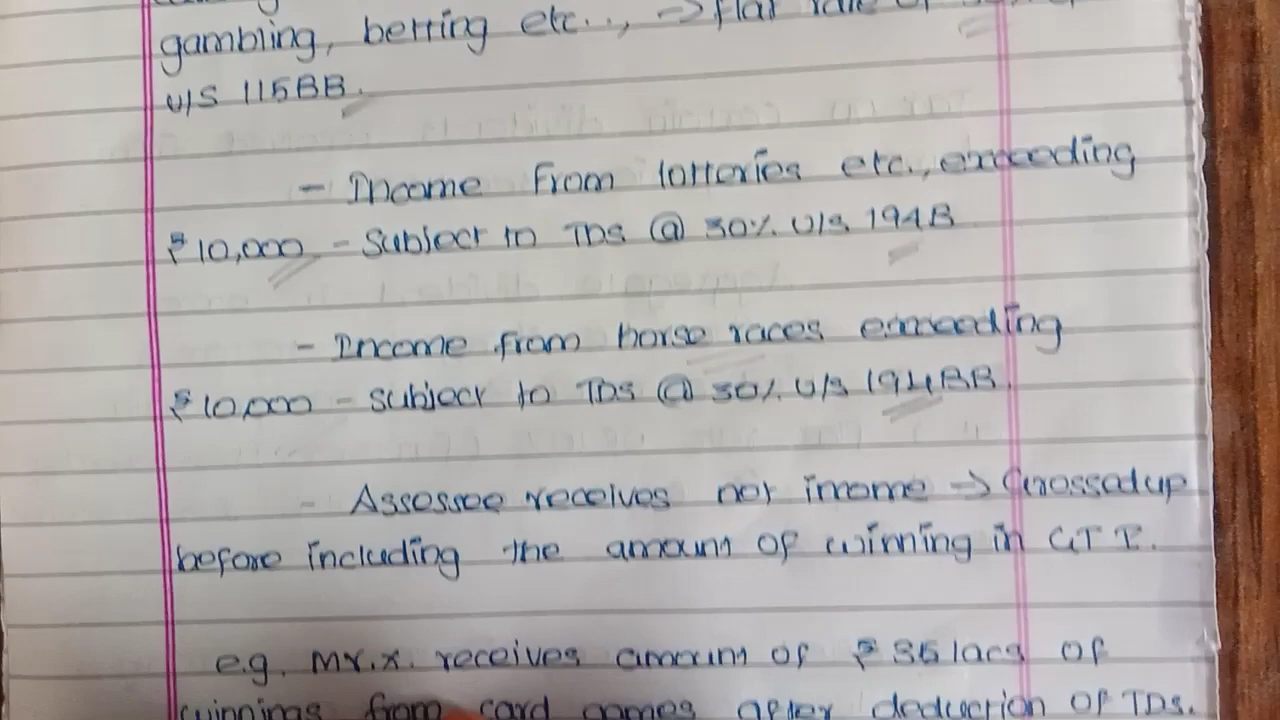 gambling, betting etc.., → flat rate of
u/s 115BB.
- Income from lotteries etc., exceeding
₹10,000 - subject to TDS @ 30% u/s 194B
- Income from horse races exceeding
₹10,000 - subject to TDS @ 30% u/s 194BB.
- Assessee receives net income → Grossed up
before including the amount of winning in GTI.
e.g. Mr. X. receives amount of ₹35 lacs of
winnings from card games after deduction of TDS.